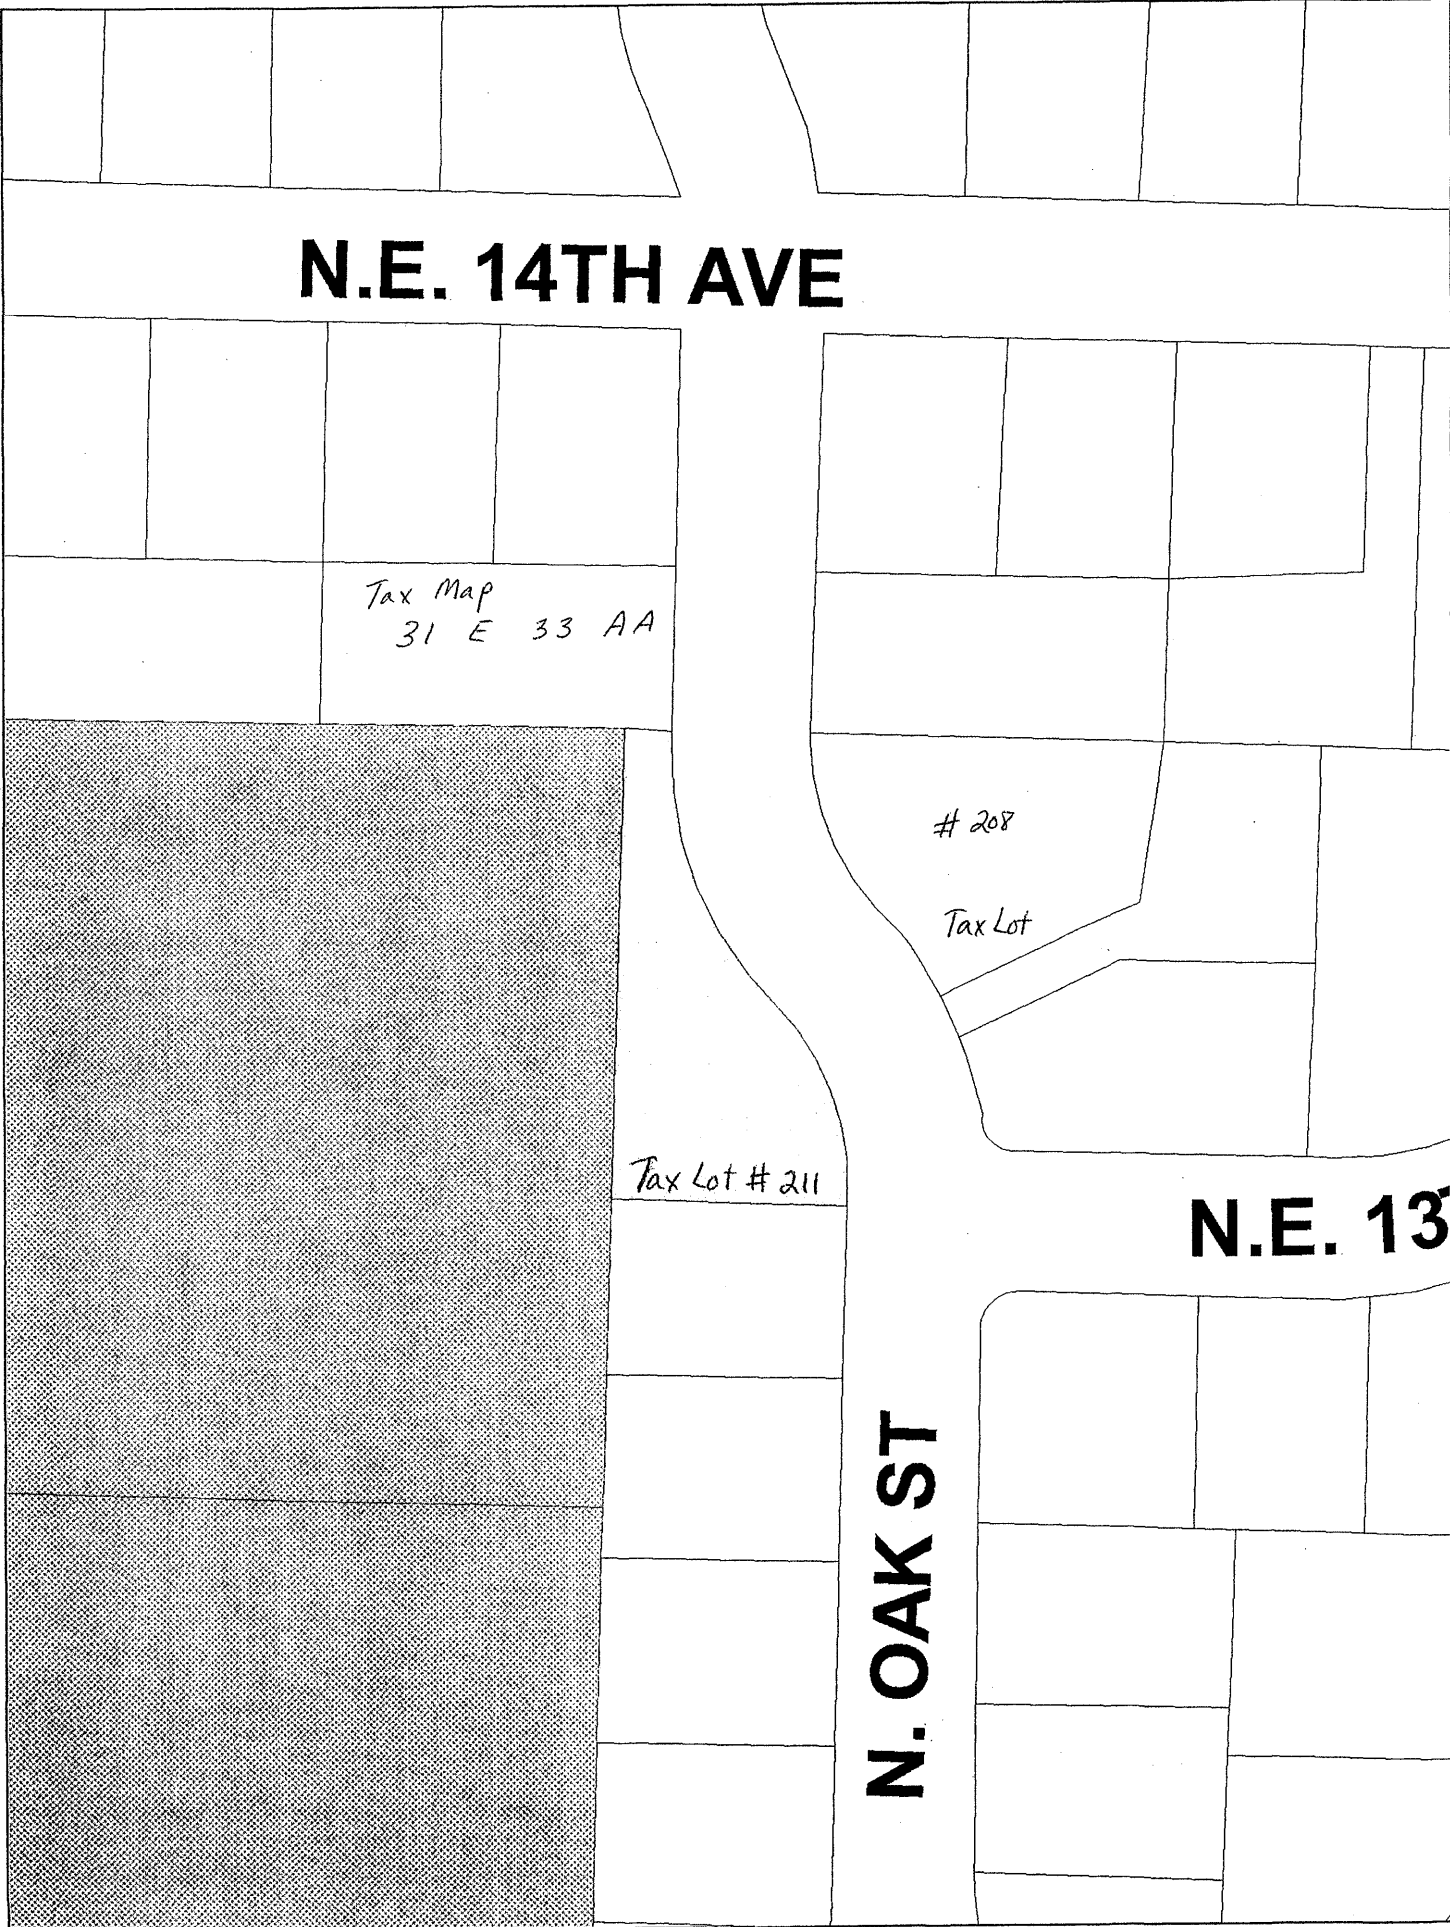 N.E. 14TH AVE
Tax Map
31 E 33 AA
# 208
Tax Lot
Tax Lot # 211
N.E. 13
N. OAK ST